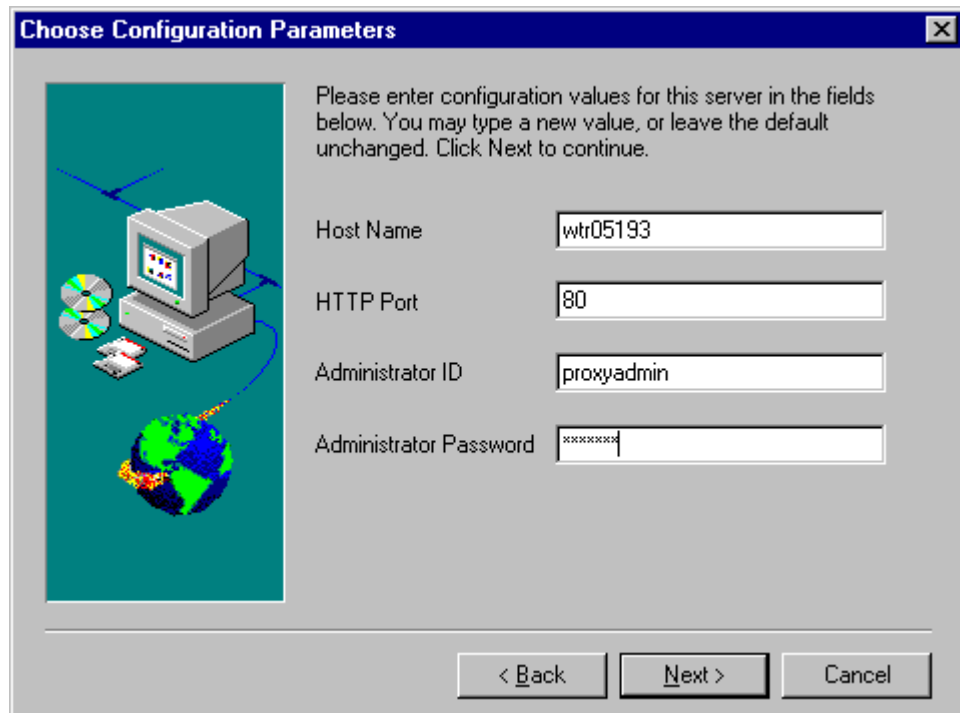 Choose Configuration Parameters
Please enter configuration values for this server in the fields
below. You may type a new value, or leave the default
unchanged. Click Next to continue.
Host Name wtr05193
HTTP Port 80
Administrator ID proxyadmin
Administrator Password *******
< Back Next > Cancel